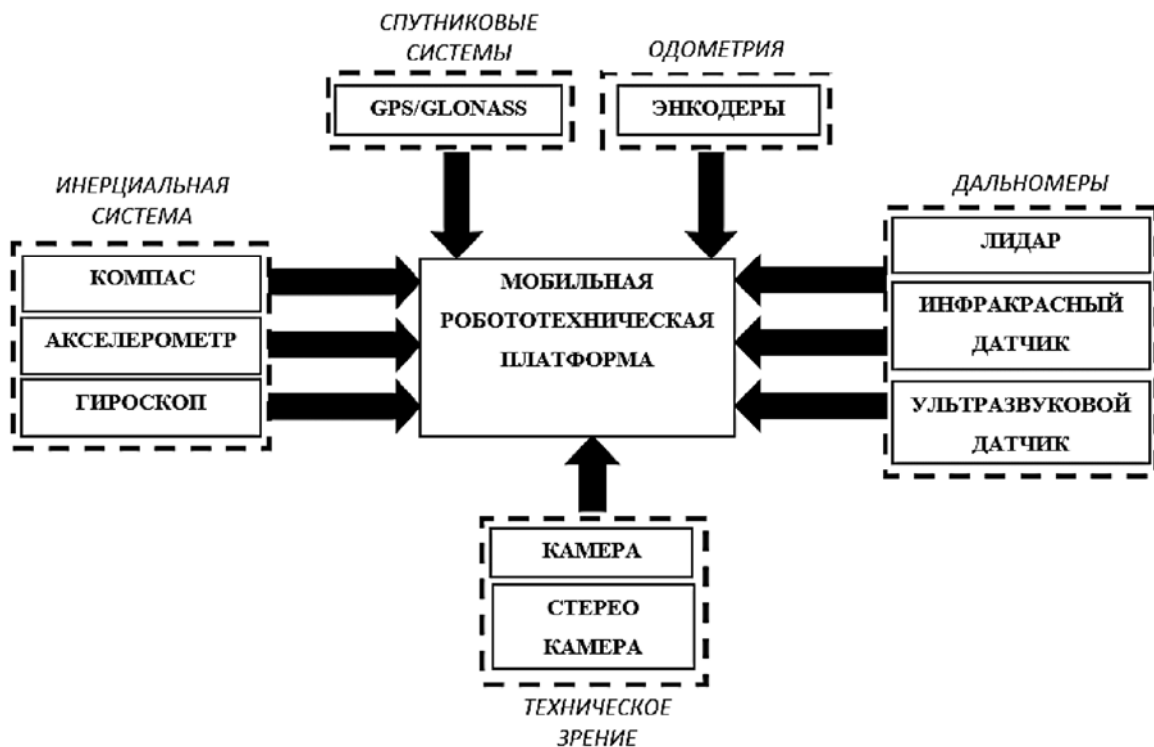 СПУТНИКОВЫЕ
СИСТЕМЫ
GPS/GLONASS
ОДОМЕТРИЯ
ЭНКОДЕРЫ
ИНЕРЦИАЛЬНАЯ
СИСТЕМА
КОМПАС
АКСЕЛЕРОМЕТР
ГИРОСКОП
МОБИЛЬНАЯ
РОБОТОТЕХНИЧЕСКАЯ
ПЛАТФОРМА
ДАЛЬНОМЕРЫ
ЛИДАР
ИНФРАКРАСНЫЙ
ДАТЧИК
УЛЬТРАЗВУКОВОЙ
ДАТЧИК
КАМЕРА
СТЕРЕО
КАМЕРА
ТЕХНИЧЕСКОЕ
ЗРЕНИЕ